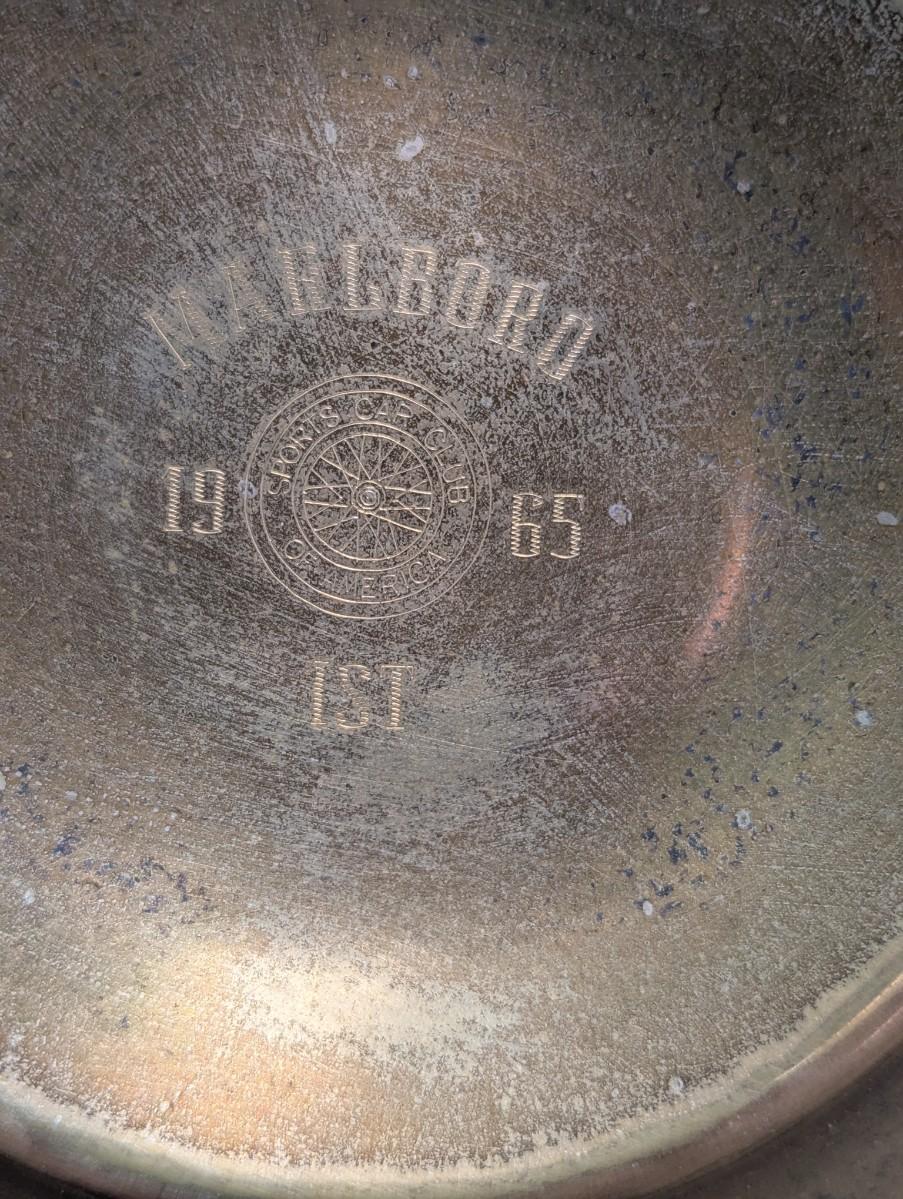 MARLBORO
SPORTS CAR CLUB
19 65
OF AMERICA
1ST